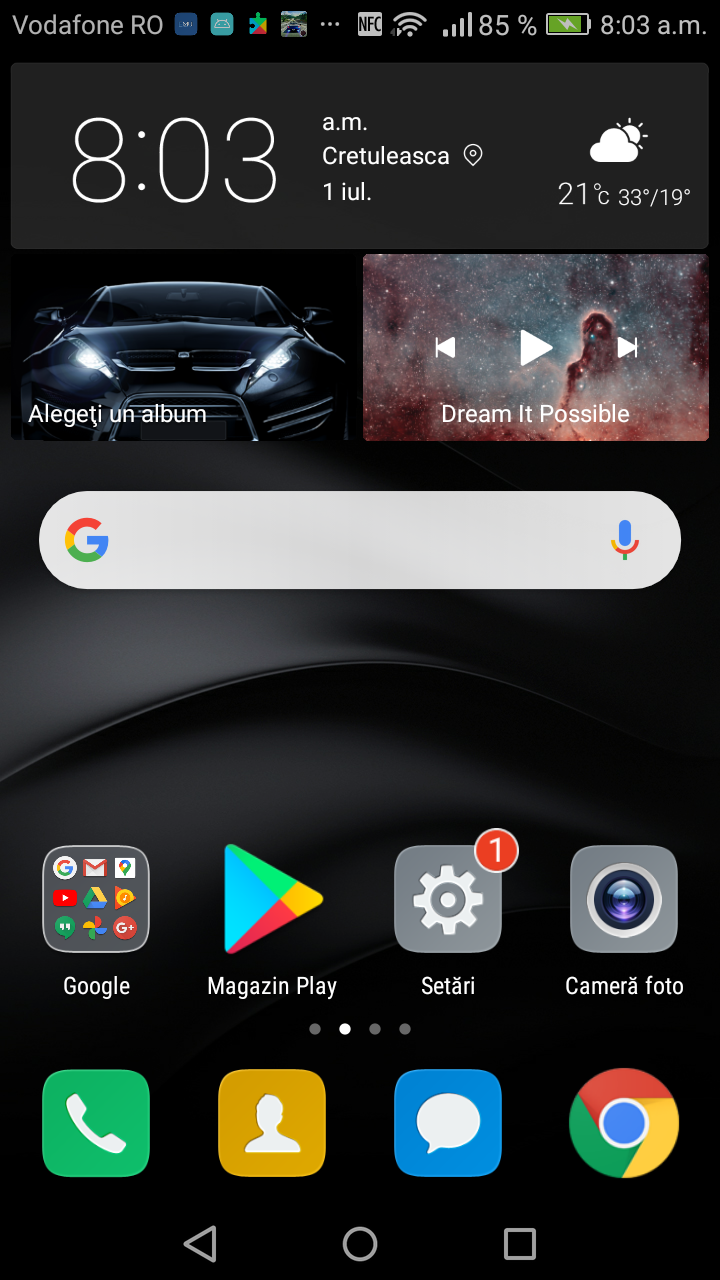 Vodafone RO NFC 85 % 8:03 a.m.
8:03
a.m.
Cretuleasca
1 iul.
21°C 33°/19°
Alegeţi un album
Dream It Possible
1
Google
Magazin Play
Setări
Cameră foto